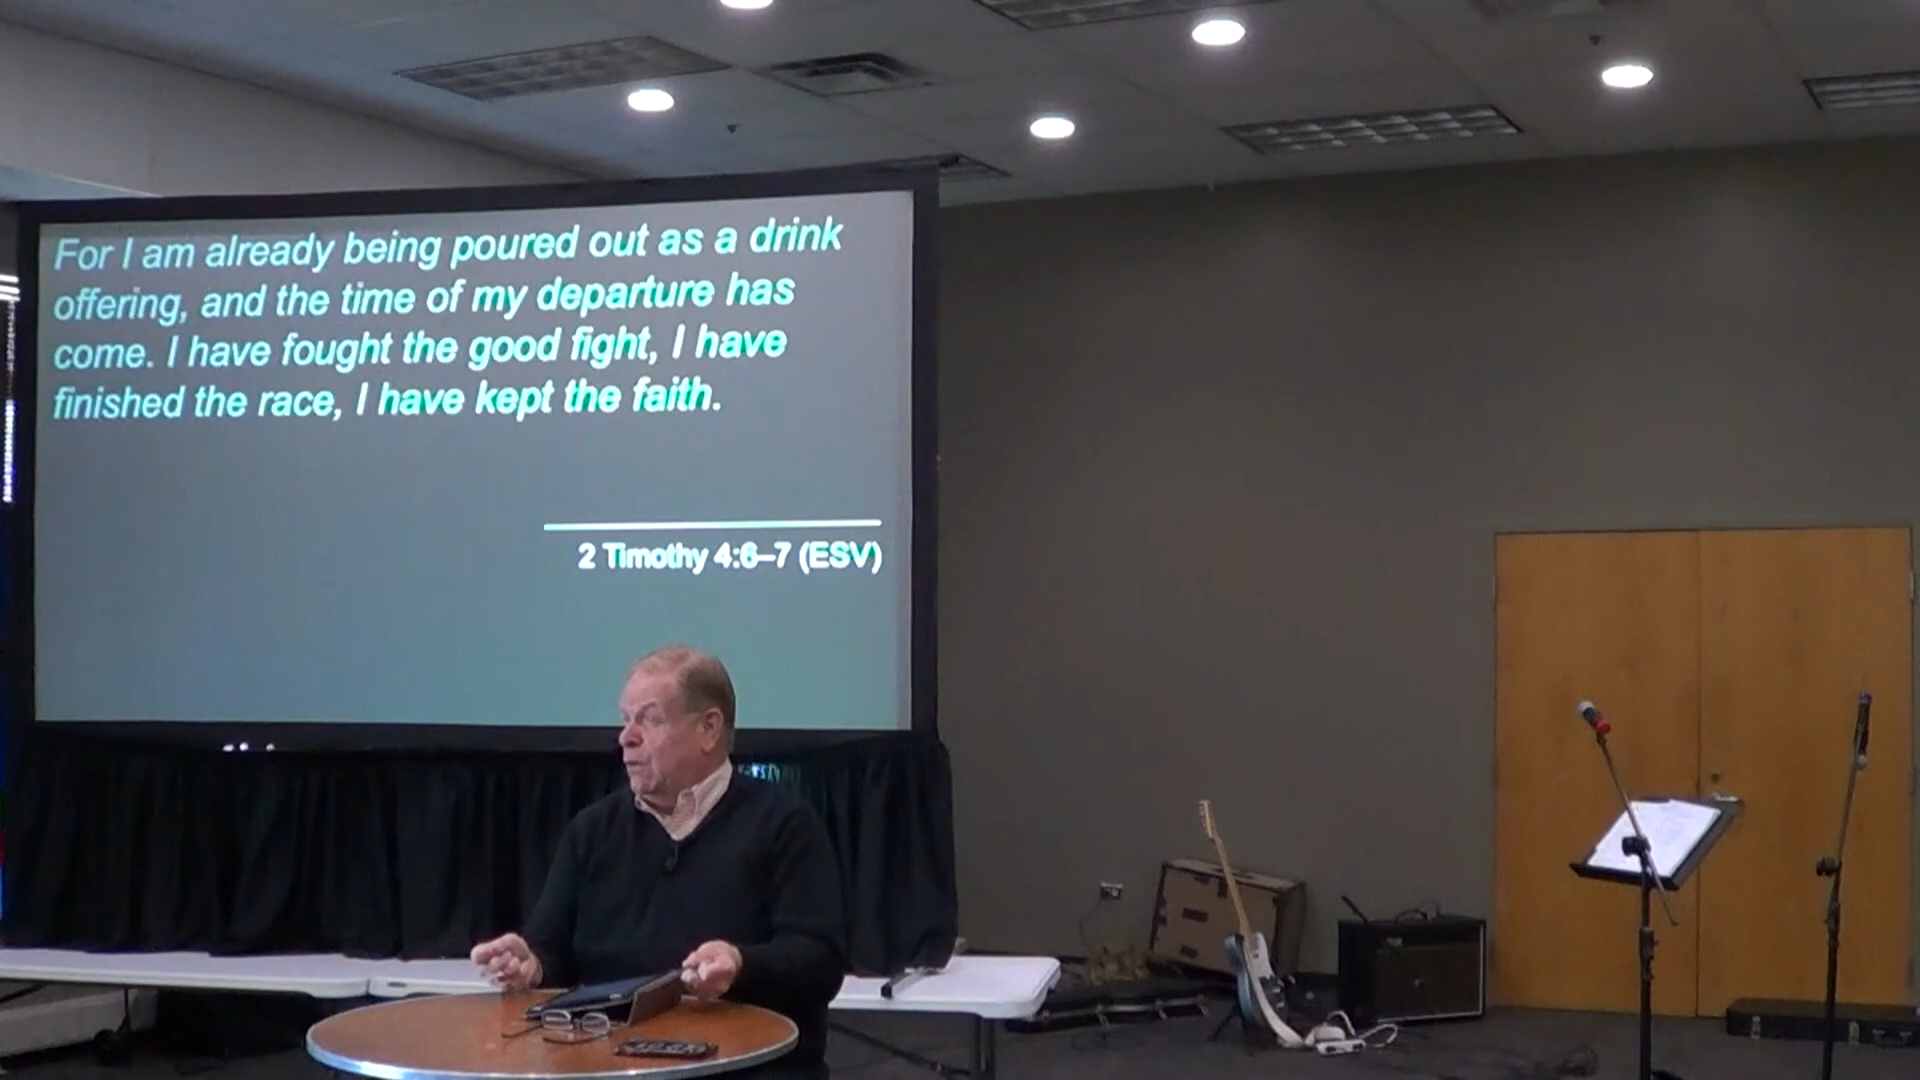 For I am already being poured out as a drink
offering, and the time of my departure has
come. I have fought the good fight, I have
finished the race, I have kept the faith.
2 Timothy 4:6–7 (ESV)